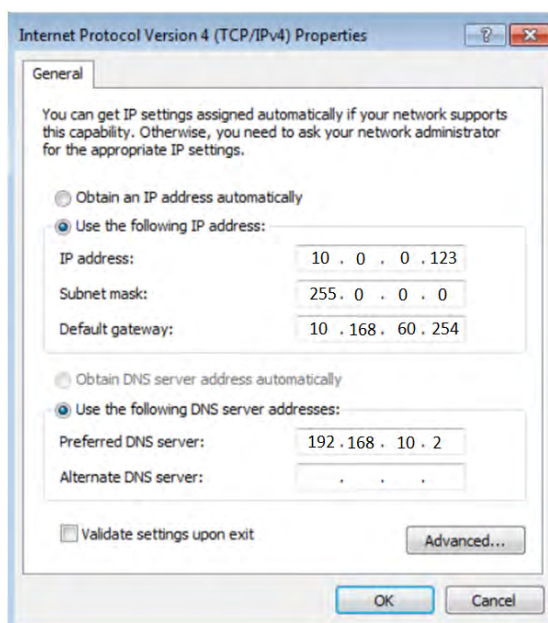 Internet Protocol Version 4 (TCP/IPv4) Properties
General
You can get IP settings assigned automatically if your network supports
this capability. Otherwise, you need to ask your network administrator
for the appropriate IP settings.
Obtain an IP address automatically
Use the following IP address:
IP address: 10 . 0 . 0 . 123
Subnet mask: 255 . 0 . 0 . 0
Default gateway: 10 . 168 . 60 . 254
Obtain DNS server address automatically
Use the following DNS server addresses:
Preferred DNS server: 192 . 168 . 10 . 2
Alternate DNS server: . . .
Validate settings upon exit
Advanced...
OK Cancel